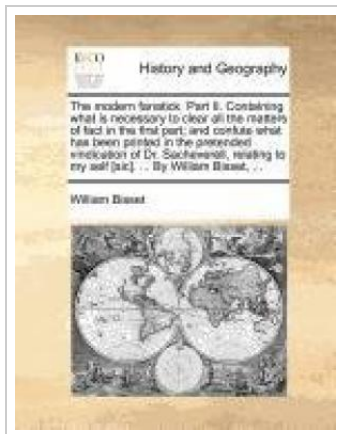 ECCO
History and Geography
The modern fanatick. Part II. Containing
what is necessary to clear all the matters
of fact in the first part; and confute what
has been printed in the pretended
vindication of Dr. Sacheverell, relating to
my self [sic]. ... By William Bisset, ...
William Bisset